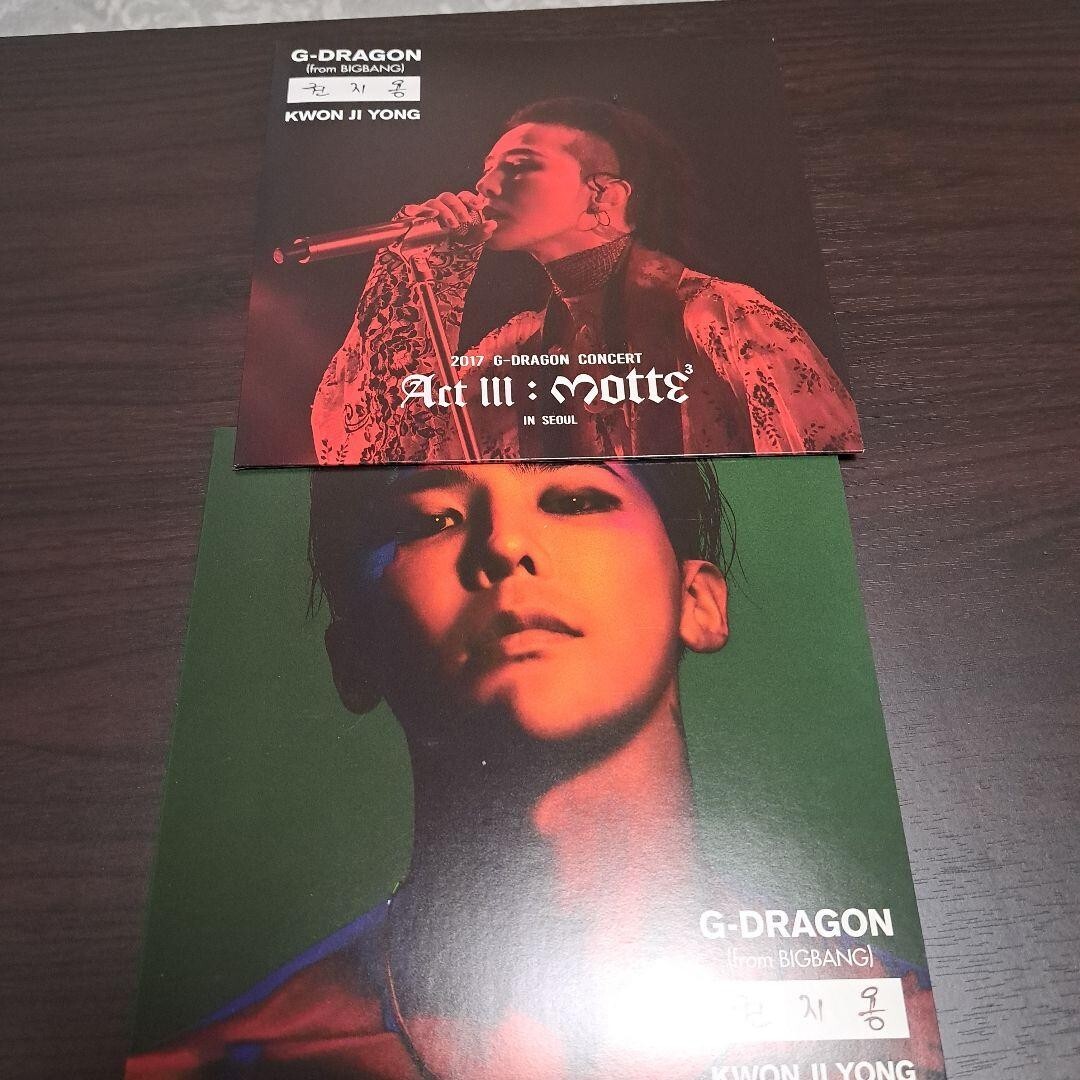 G-DRAGON
(from BIGBANG)
권 지 용
KWON JI YONG
2017 G-DRAGON CONCERT
Act III : Motte3
IN SEOUL
G-DRAGON
(from BIGBANG)
권 지 용
KWON JI YONG